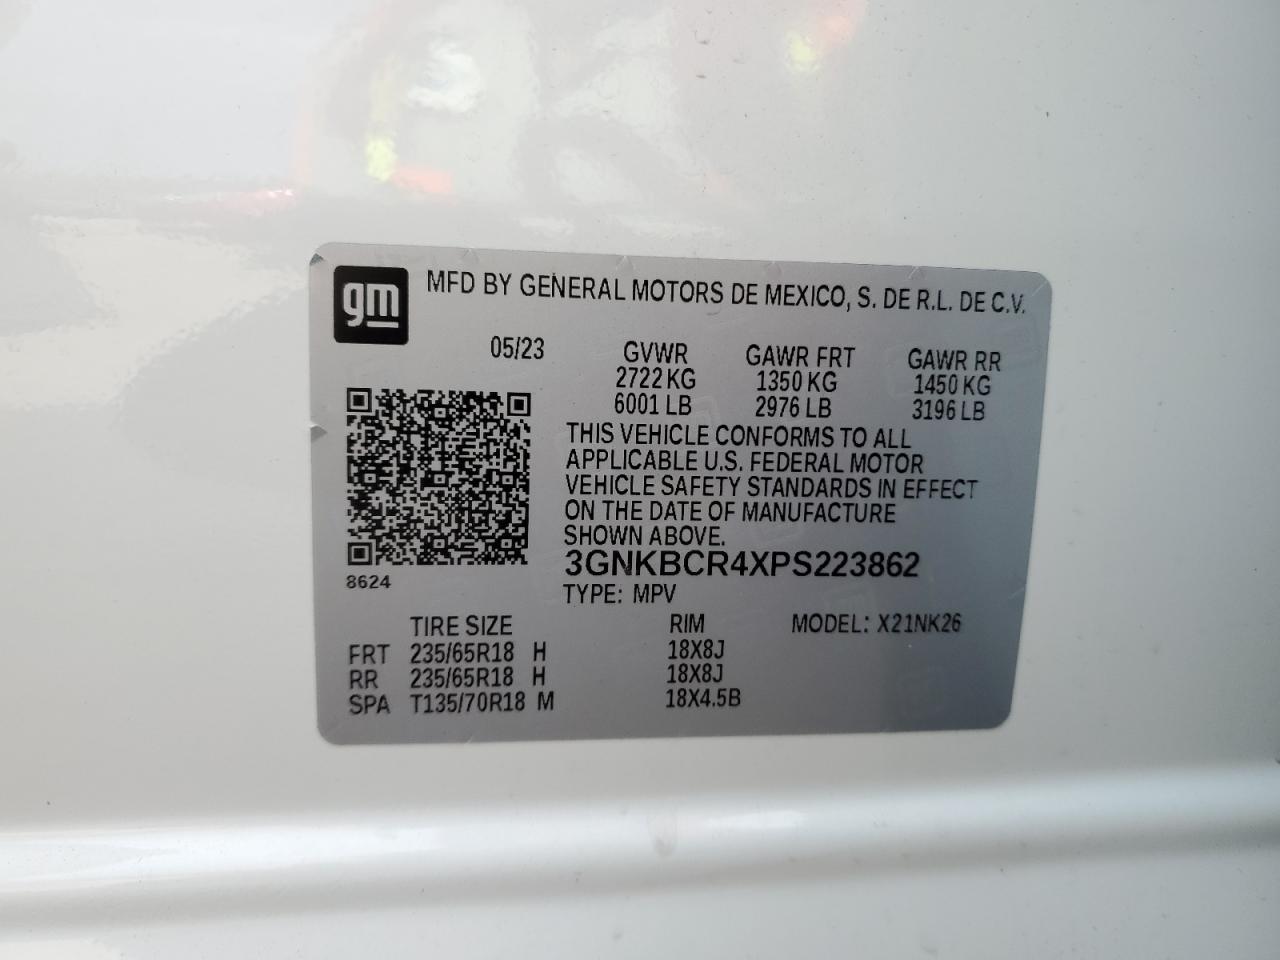 gm
MFD BY GENERAL MOTORS DE MEXICO, S. DE R.L. DE C.V.
05/23 GVWR GAWR FRT GAWR RR
2722 KG 1350 KG 1450 KG
6001 LB 2976 LB 3196 LB
THIS VEHICLE CONFORMS TO ALL
APPLICABLE U.S. FEDERAL MOTOR
VEHICLE SAFETY STANDARDS IN EFFECT
ON THE DATE OF MANUFACTURE
SHOWN ABOVE.
3GNKBCR4XPS223862
8624
TYPE: MPV
TIRE SIZE RIM MODEL: X21NK26
FRT 235/65R18 H 18X8J
RR 235/65R18 H 18X8J
SPA T135/70R18 M 18X4.5B